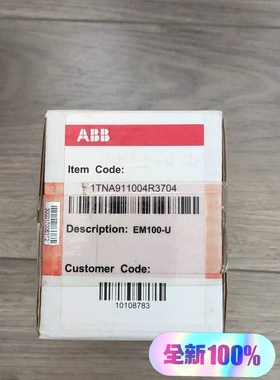 ABB
Item Code:
1TNA911004R3704
Description: EM100-U
Customer Code:
10108783
全新100%